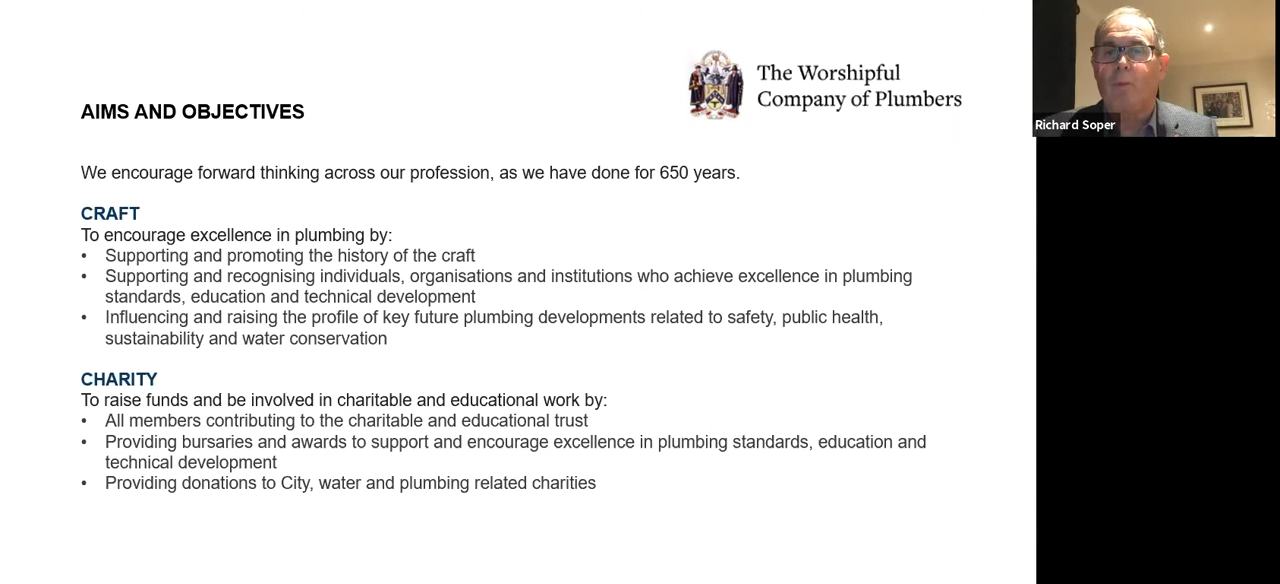 The Worshipful
Company of Plumbers
AIMS AND OBJECTIVES
We encourage forward thinking across our profession, as we have done for 650 years.
CRAFT
To encourage excellence in plumbing by:
• Supporting and promoting the history of the craft
• Supporting and recognising individuals, organisations and institutions who achieve excellence in plumbing
standards, education and technical development
• Influencing and raising the profile of key future plumbing developments related to safety, public health,
sustainability and water conservation
CHARITY
To raise funds and be involved in charitable and educational work by:
• All members contributing to the charitable and educational trust
• Providing bursaries and awards to support and encourage excellence in plumbing standards, education and
technical development
• Providing donations to City, water and plumbing related charities
Richard Soper